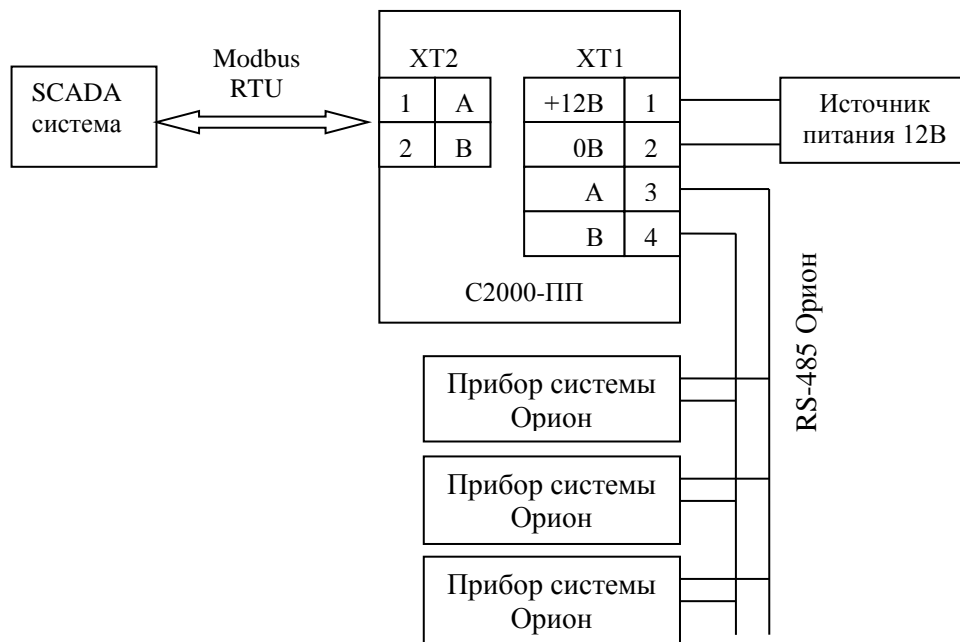 Modbus
RTU
SCADA
система
XT2
1 A
2 B
XT1
+12В 1
0В 2
A 3
B 4
С2000-ПП
Источник
питания 12В
RS-485 Орион
Прибор системы
Орион
Прибор системы
Орион
Прибор системы
Орион